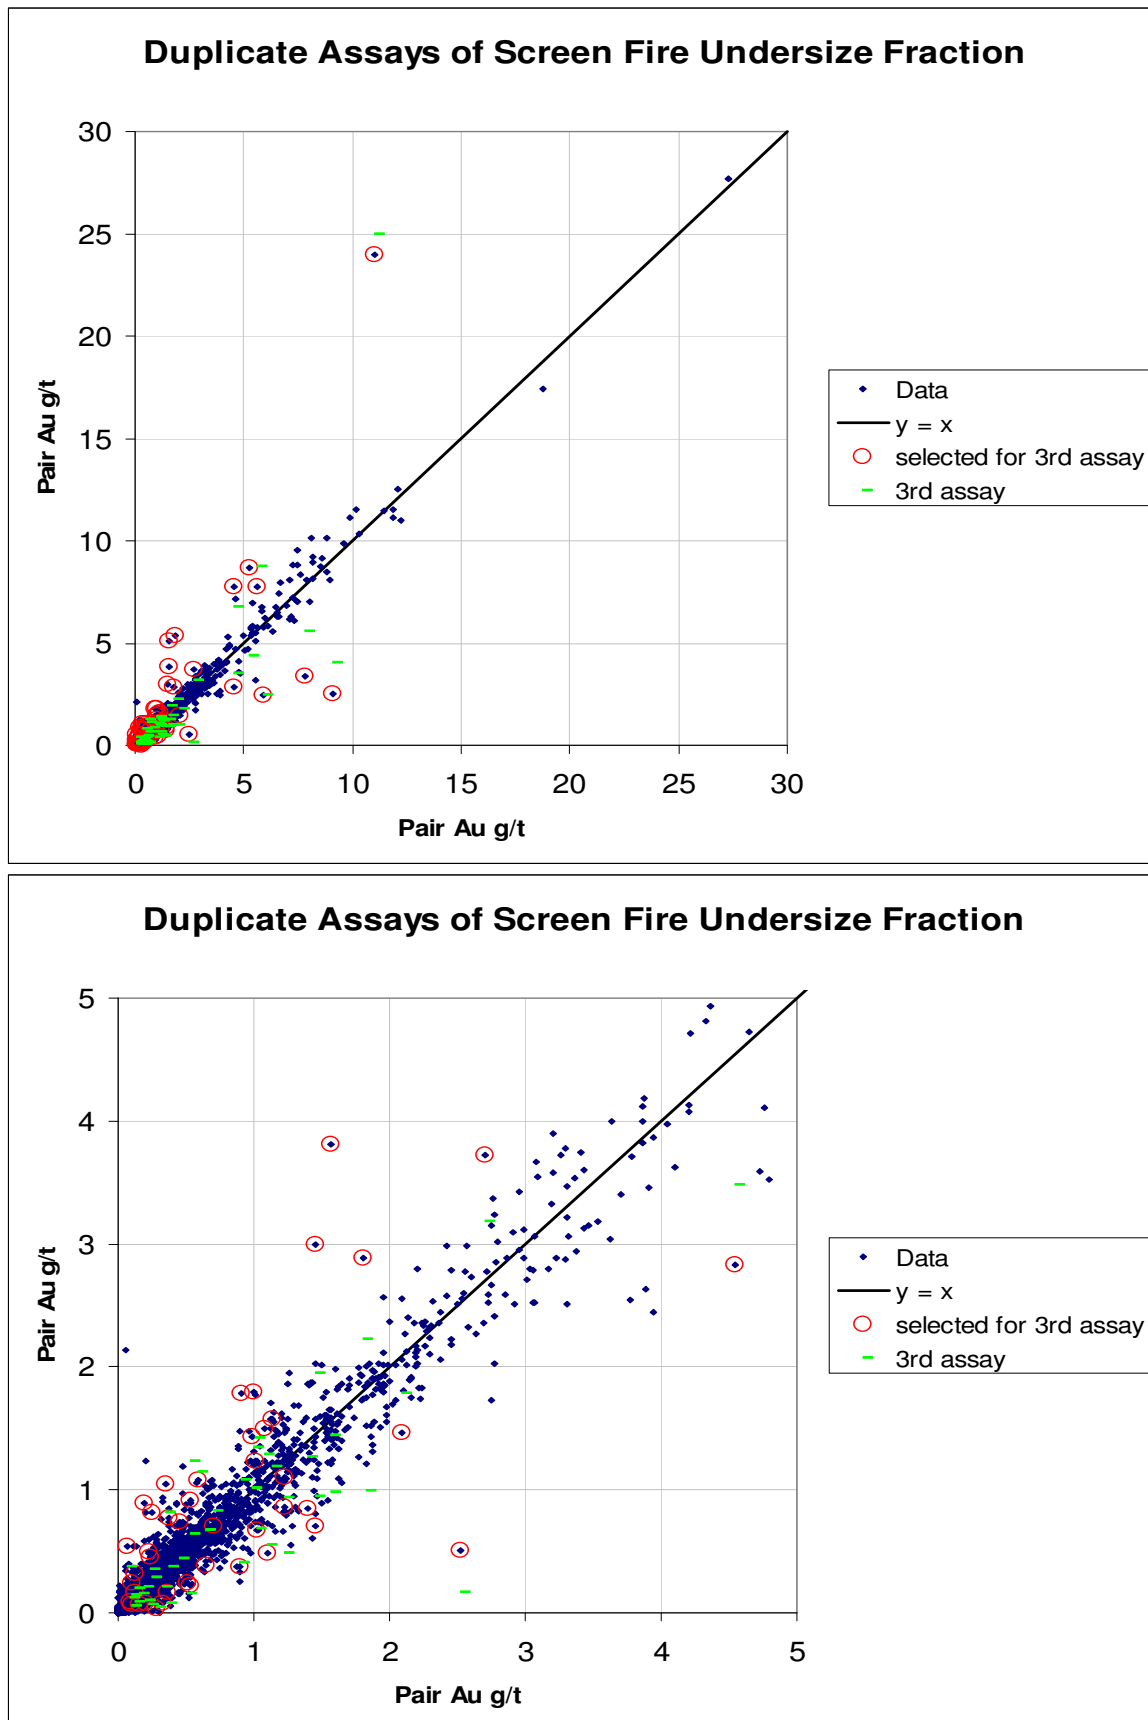 Duplicate Assays of Screen Fire Undersize Fraction
30
25
20
15
10
5
0
Pair Au g/t
0 5 10 15 20 25 30
Pair Au g/t
Data
y = x
selected for 3rd assay
3rd assay
Duplicate Assays of Screen Fire Undersize Fraction
5
4
3
2
1
0
Pair Au g/t
0 1 2 3 4 5
Pair Au g/t
Data
y = x
selected for 3rd assay
3rd assay